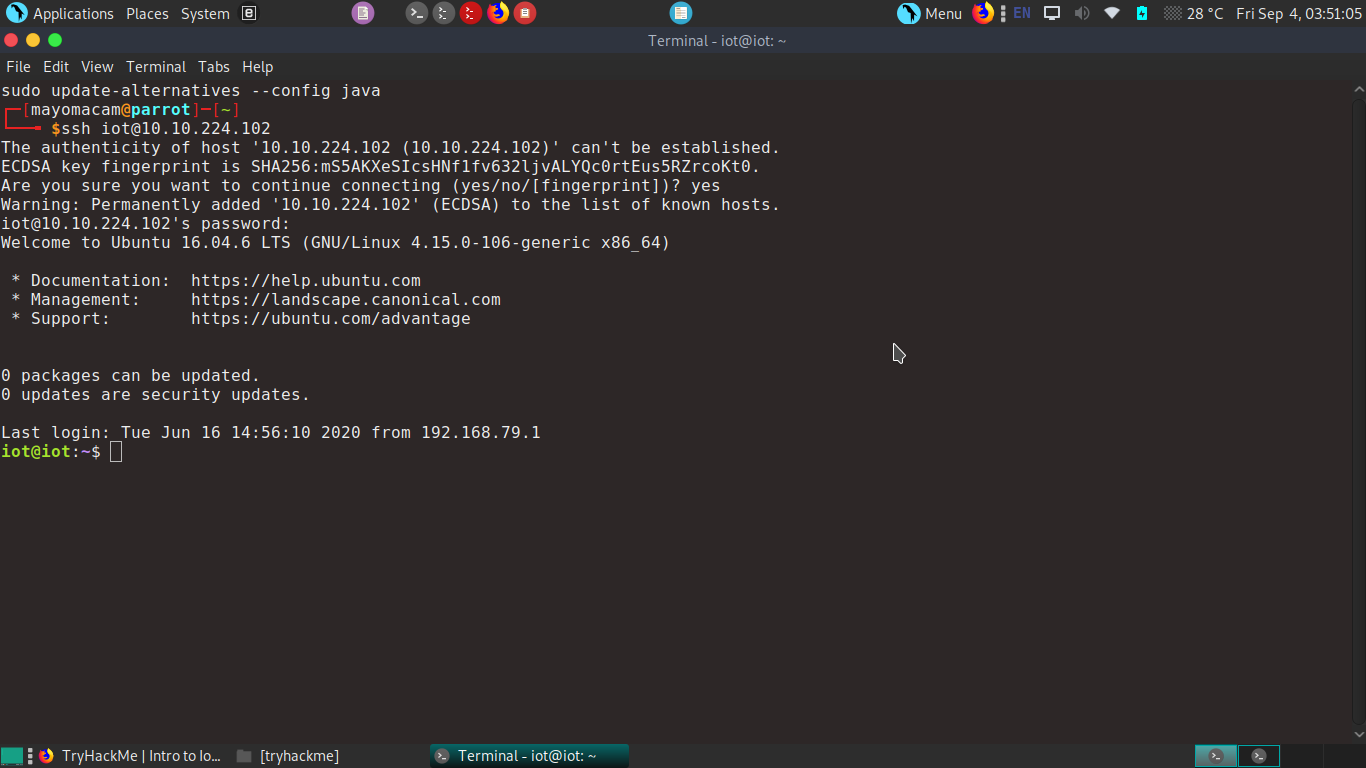 Applications Places System
Menu EN 28 °C Fri Sep 4, 03:51:05
Terminal - iot@iot: ~
File Edit View Terminal Tabs Help
sudo update-alternatives --config java
┌─[mayomacam@parrot]─[~]
└──╼ $ssh iot@10.10.224.102
The authenticity of host '10.10.224.102 (10.10.224.102)' can't be established.
ECDSA key fingerprint is SHA256:mS5AKXeSIcsHNf1fv632ljvALYQc0rtEus5RZrcoKt0.
Are you sure you want to continue connecting (yes/no/[fingerprint])? yes
Warning: Permanently added '10.10.224.102' (ECDSA) to the list of known hosts.
iot@10.10.224.102's password:
Welcome to Ubuntu 16.04.6 LTS (GNU/Linux 4.15.0-106-generic x86_64)
* Documentation: https://help.ubuntu.com
* Management: https://landscape.canonical.com
* Support: https://ubuntu.com/advantage
0 packages can be updated.
0 updates are security updates.
Last login: Tue Jun 16 14:56:10 2020 from 192.168.79.1
iot@iot:~$
TryHackMe | Intro to Io... [tryhackme] Terminal - iot@iot: ~